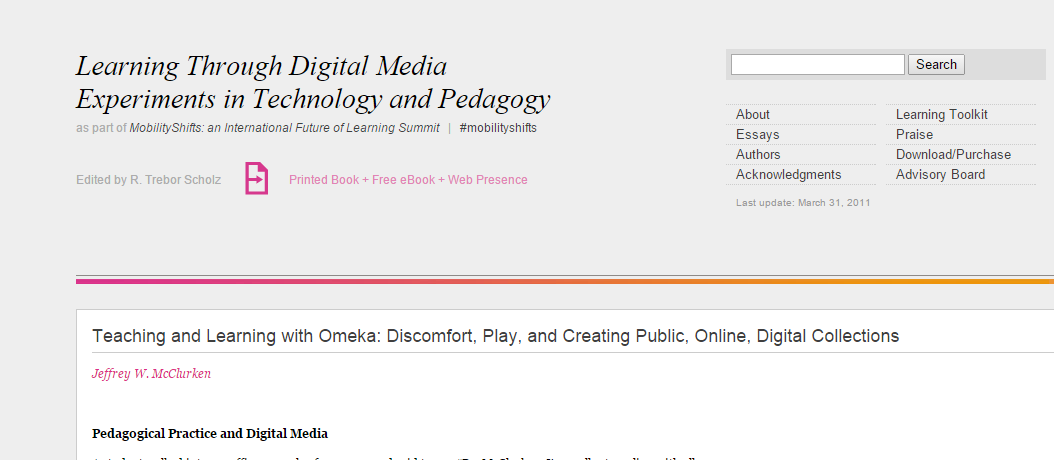 Learning Through Digital Media
Experiments in Technology and Pedagogy
as part of MobilityShifts: an International Future of Learning Summit | #mobilityshifts
Edited by R. Trebor Scholz
Printed Book + Free eBook + Web Presence
Search
About
Essays
Authors
Acknowledgments
Learning Toolkit
Praise
Download/Purchase
Advisory Board
Last update: March 31, 2011
Teaching and Learning with Omeka: Discomfort, Play, and Creating Public, Online, Digital Collections
Jeffrey W. McClurken
Pedagogical Practice and Digital Media